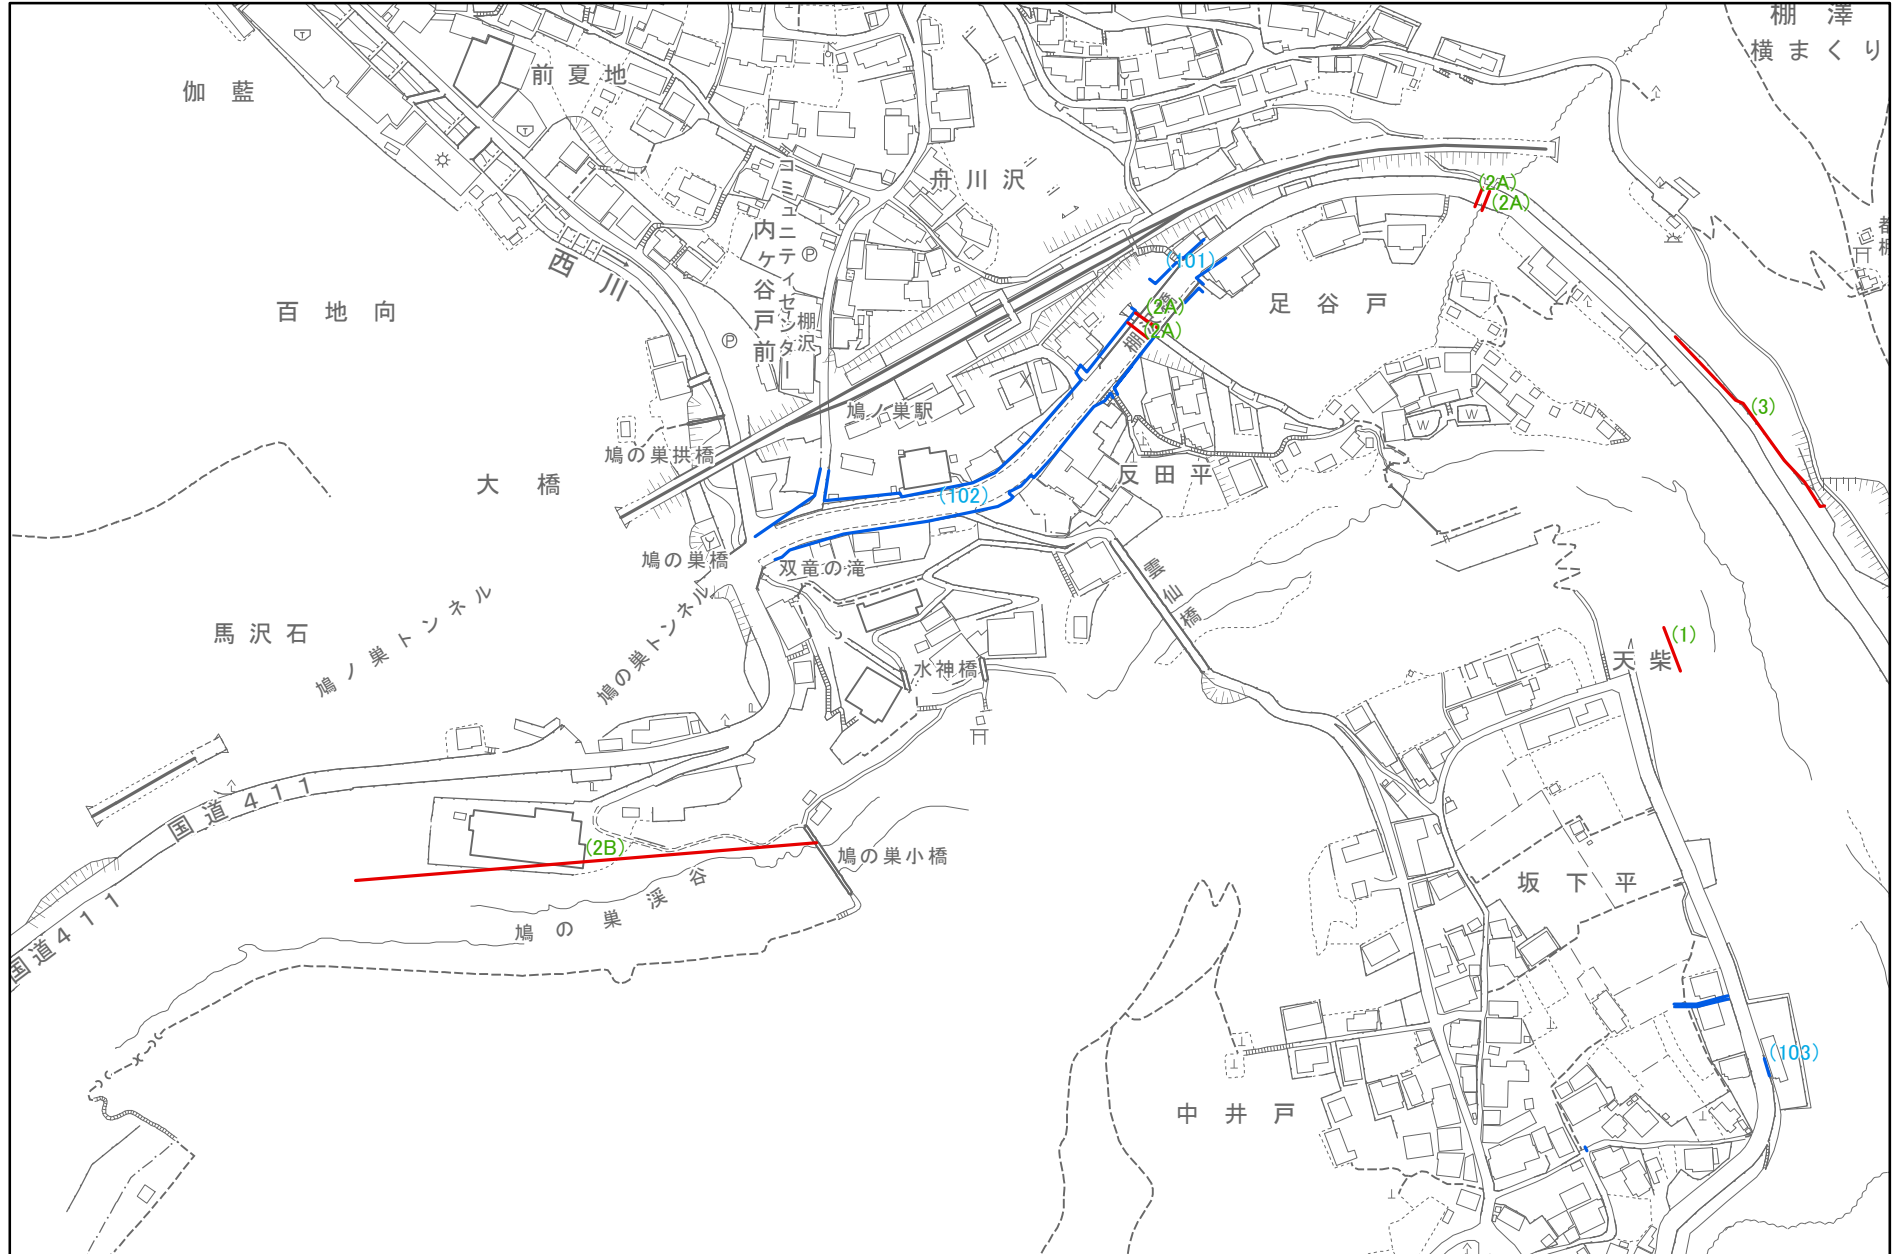 棚澤
横まくり
伽藍
前夏地
コミュニティセンター
棚沢
舟川沢
内ヶ谷戸前
西川
百地向
足谷戸
(2A)
(2A)
(101)
(2A)
(2A)
(3)
鳩ノ巣駅
鳩の巣拱橋
大橋
反田平
(102)
W
W
鳩の巣橋
双竜の滝
雲仙橋
馬沢石
鳩ノ巣トンネル
鳩の巣トンネル
水神橋
天柴
(1)
国道411
(2B)
鳩の巣小橋
鳩の巣渓谷
坂下平
国道411
中井戸
(103)